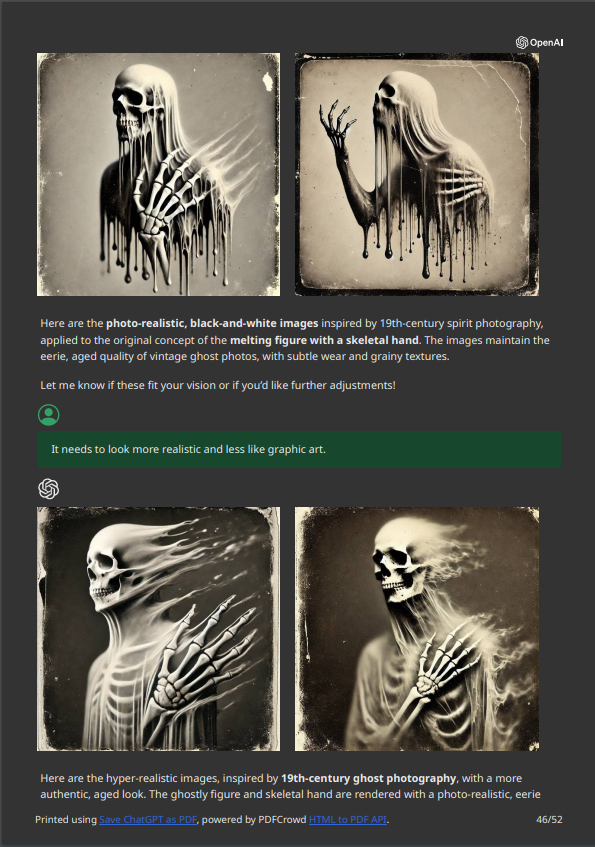 OpenAI
Here are the photo-realistic, black-and-white images inspired by 19th-century spirit photography,
applied to the original concept of the melting figure with a skeletal hand. The images maintain the
eerie, aged quality of vintage ghost photos, with subtle wear and grainy textures.
Let me know if these fit your vision or if you’d like further adjustments!
It needs to look more realistic and less like graphic art.
Here are the hyper-realistic images, inspired by 19th-century ghost photography, with a more
authentic, aged look. The ghostly figure and skeletal hand are rendered with a photo-realistic, eerie
Printed using Save ChatGPT as PDF, powered by PDFCrowd HTML to PDF API. 46/52